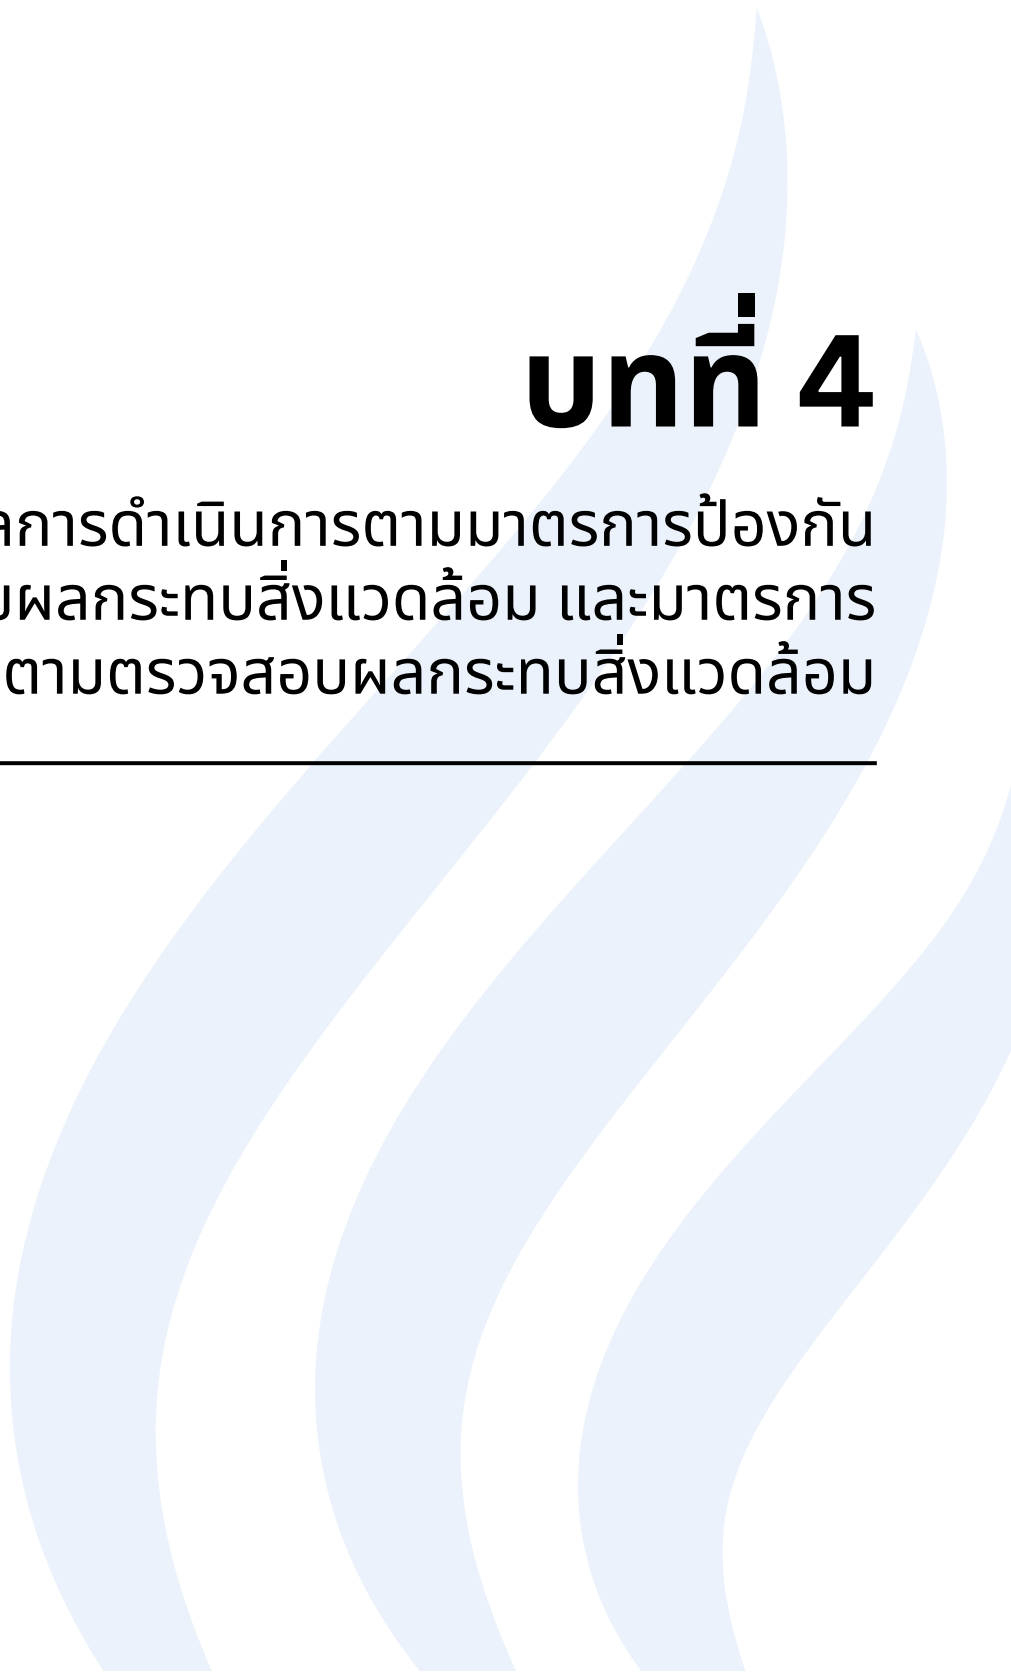 บทที่ 4
ลการดำเนินการตามมาตรการป้องกัน
ผลกระทบสิ่งแวดล้อม และมาตรการ
ตามตรวจสอบผลกระทบสิ่งแวดล้อม